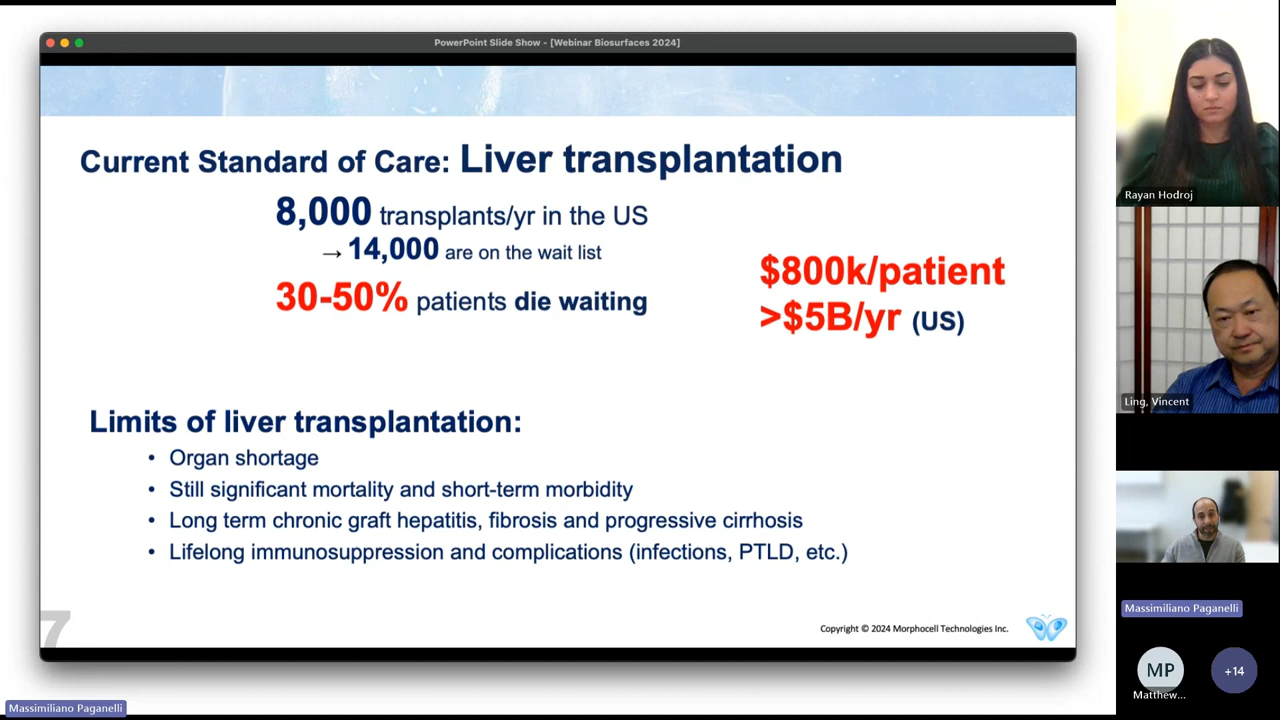 PowerPoint Slide Show - [Webinar Biosurfaces 2024]
Current Standard of Care: Liver transplantation
8,000 transplants/yr in the US
→ 14,000 are on the wait list
30-50% patients die waiting
$800k/patient
>$5B/yr (US)
Limits of liver transplantation:
• Organ shortage
• Still significant mortality and short-term morbidity
• Long term chronic graft hepatitis, fibrosis and progressive cirrhosis
• Lifelong immunosuppression and complications (infections, PTLD, etc.)
7
Copyright © 2024 Morphocell Technologies Inc.
Massimiliano Paganelli
Rayan Hodroj
Ling, Vincent
Massimiliano Paganelli
MP
Matthew...
+14